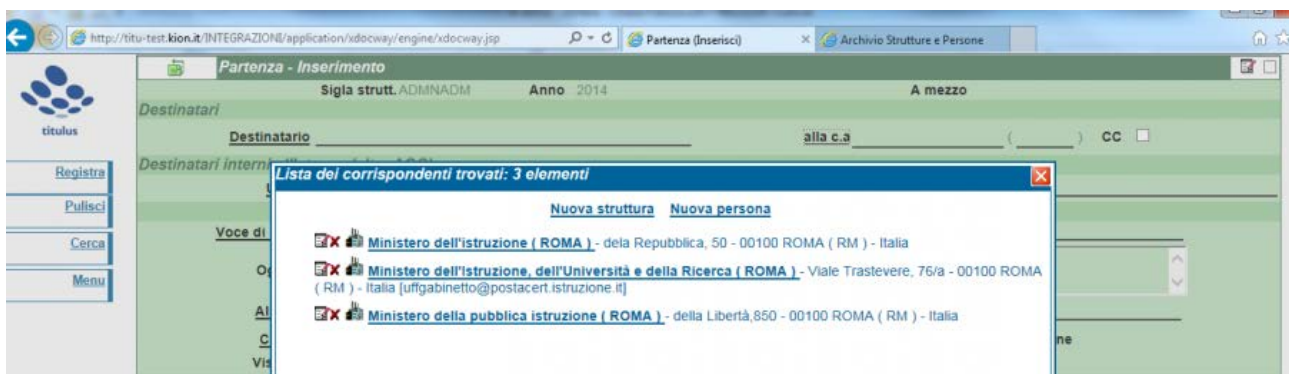 http://titu-test.kion.it/INTEGRAZIONI/application/xdocway/engine/xdocway.jsp
Partenza (Inserisci)
Archivio Strutture e Persone
Partenza - Inserimento
Sigla strutt. ADMNADM Anno 2014 A mezzo
Destinatari
titulus
Destinatario alla c.a ( ) CC
Destinatari interni
Registra
Lista dei corrispondenti trovati: 3 elementi
Pulisci
Nuova struttura Nuova persona
Voce di
Cerca
Ministero dell'istruzione ( ROMA ) - dela Repubblica, 50 - 00100 ROMA ( RM ) - Italia
Menu
Ministero dell'Istruzione, dell'Università e della Ricerca ( ROMA ) - Viale Trastevere, 76/a - 00100 ROMA
( RM ) - Italia [uffgabinetto@postacert.istruzione.it]
Ministero della pubblica istruzione ( ROMA ) - della Libertà,850 - 00100 ROMA ( RM ) - Italia